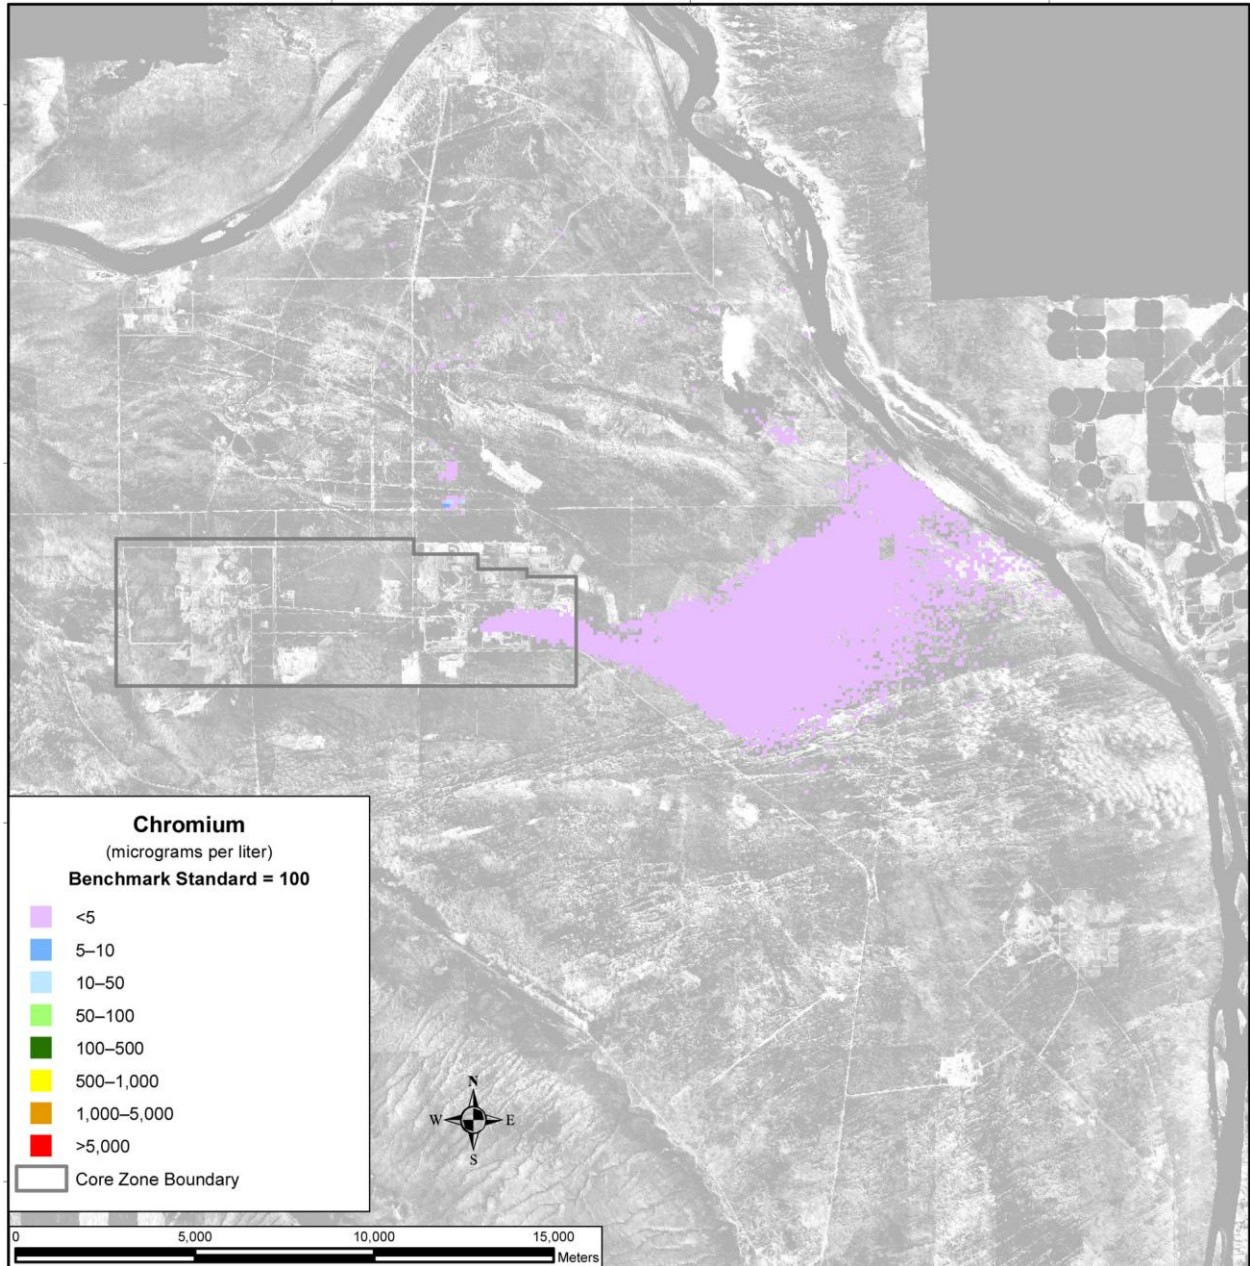 Chromium
(micrograms per liter)
Benchmark Standard = 100
<5
5–10
10–50
50–100
100–500
500–1,000
1,000–5,000
>5,000
Core Zone Boundary
N
W E
S
0 5,000 10,000 15,000
Meters